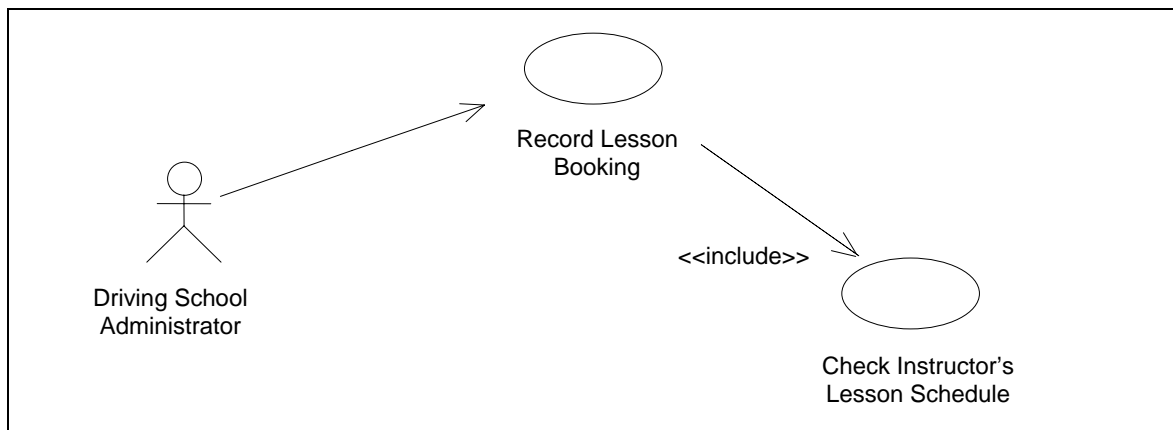 Record Lesson
Booking
<<include>>
Driving School
Administrator
Check Instructor’s
Lesson Schedule